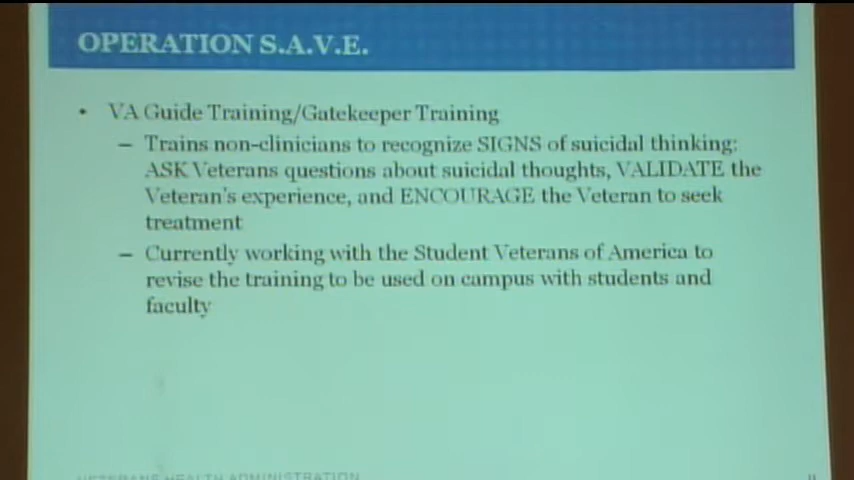 OPERATION S.A.V.E.
• VA Guide Training/Gatekeeper Training
– Trains non-clinicians to recognize SIGNS of suicidal thinking:
ASK Veterans questions about suicidal thoughts, VALIDATE the
Veteran's experience, and ENCOURAGE the Veteran to seek
treatment
– Currently working with the Student Veterans of America to
revise the training to be used on campus with students and
faculty
VETERANS HEALTH ADMINISTRATION